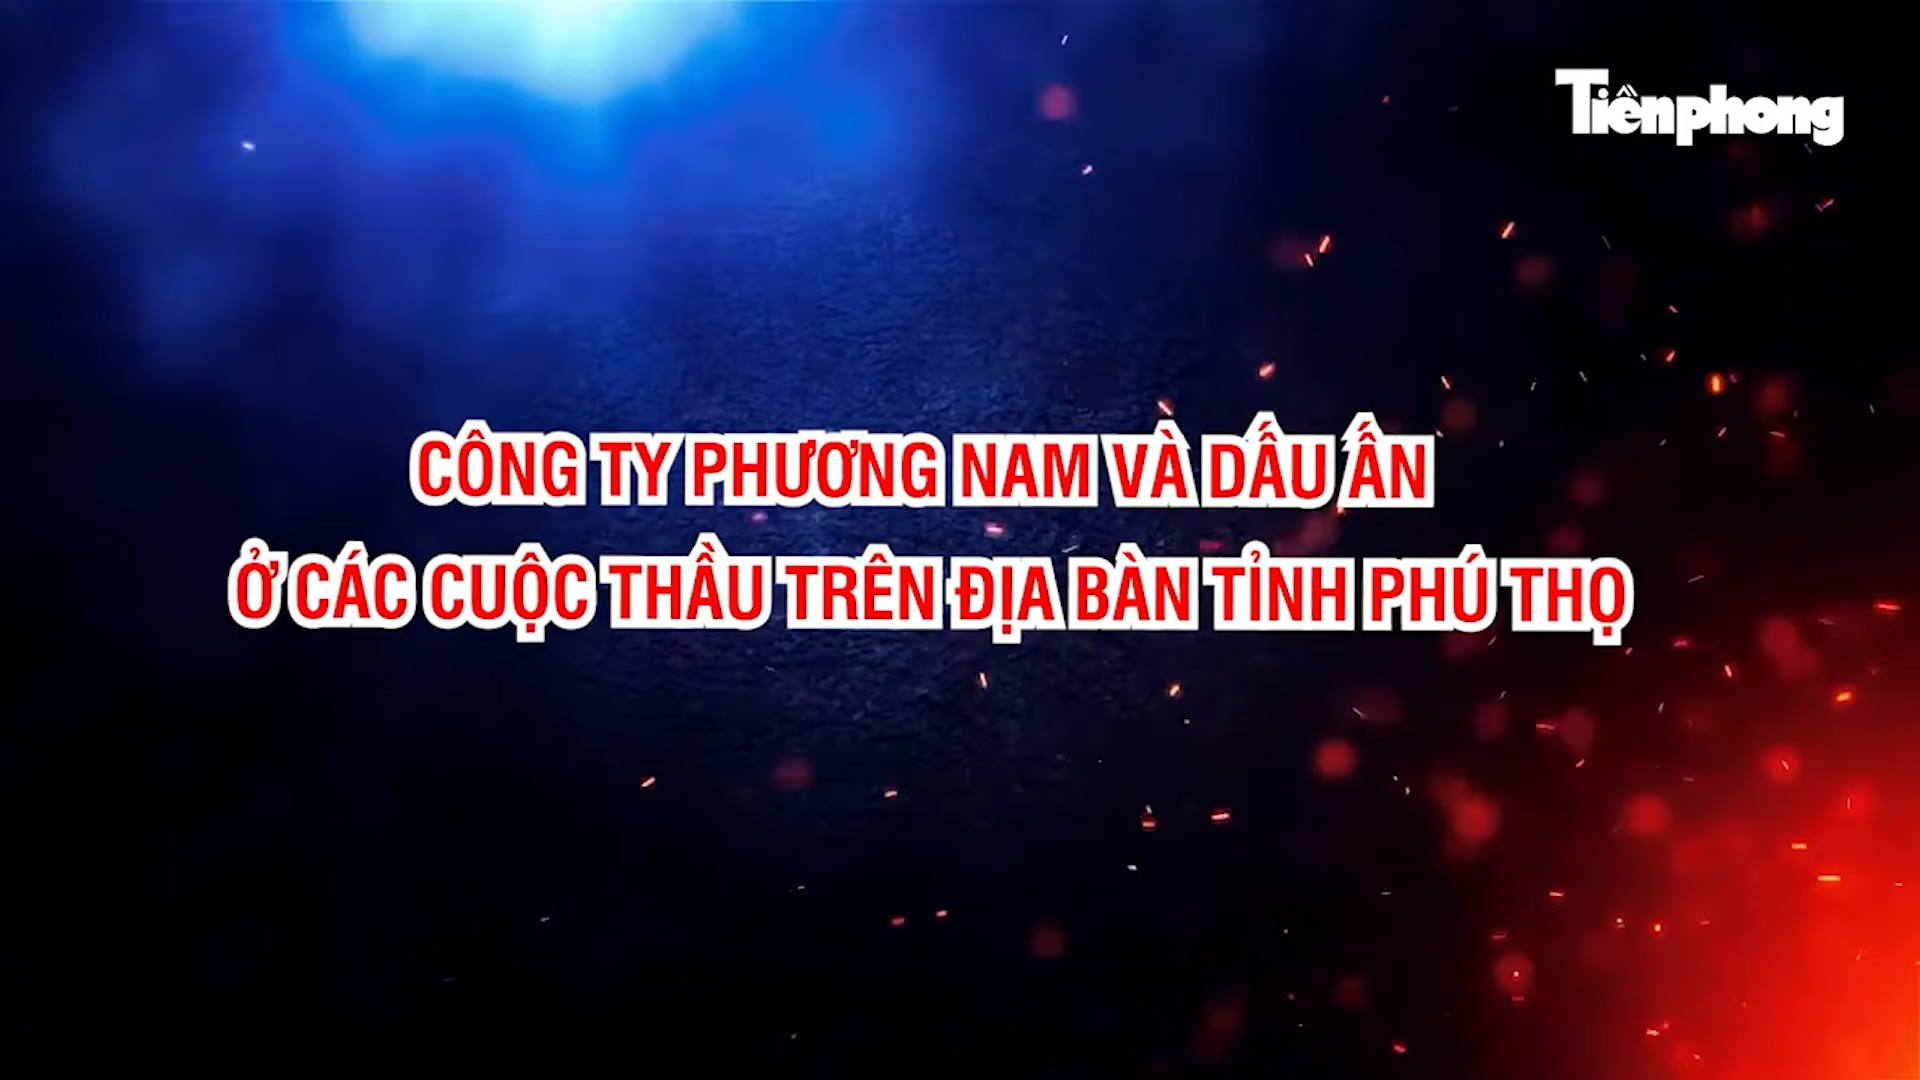 Tiềnphong
CÔNG TY PHƯƠNG NAM VÀ DẤU ẤN
Ở CÁC CUỘC THẦU TRÊN ĐỊA BÀN TỈNH PHÚ THỌ